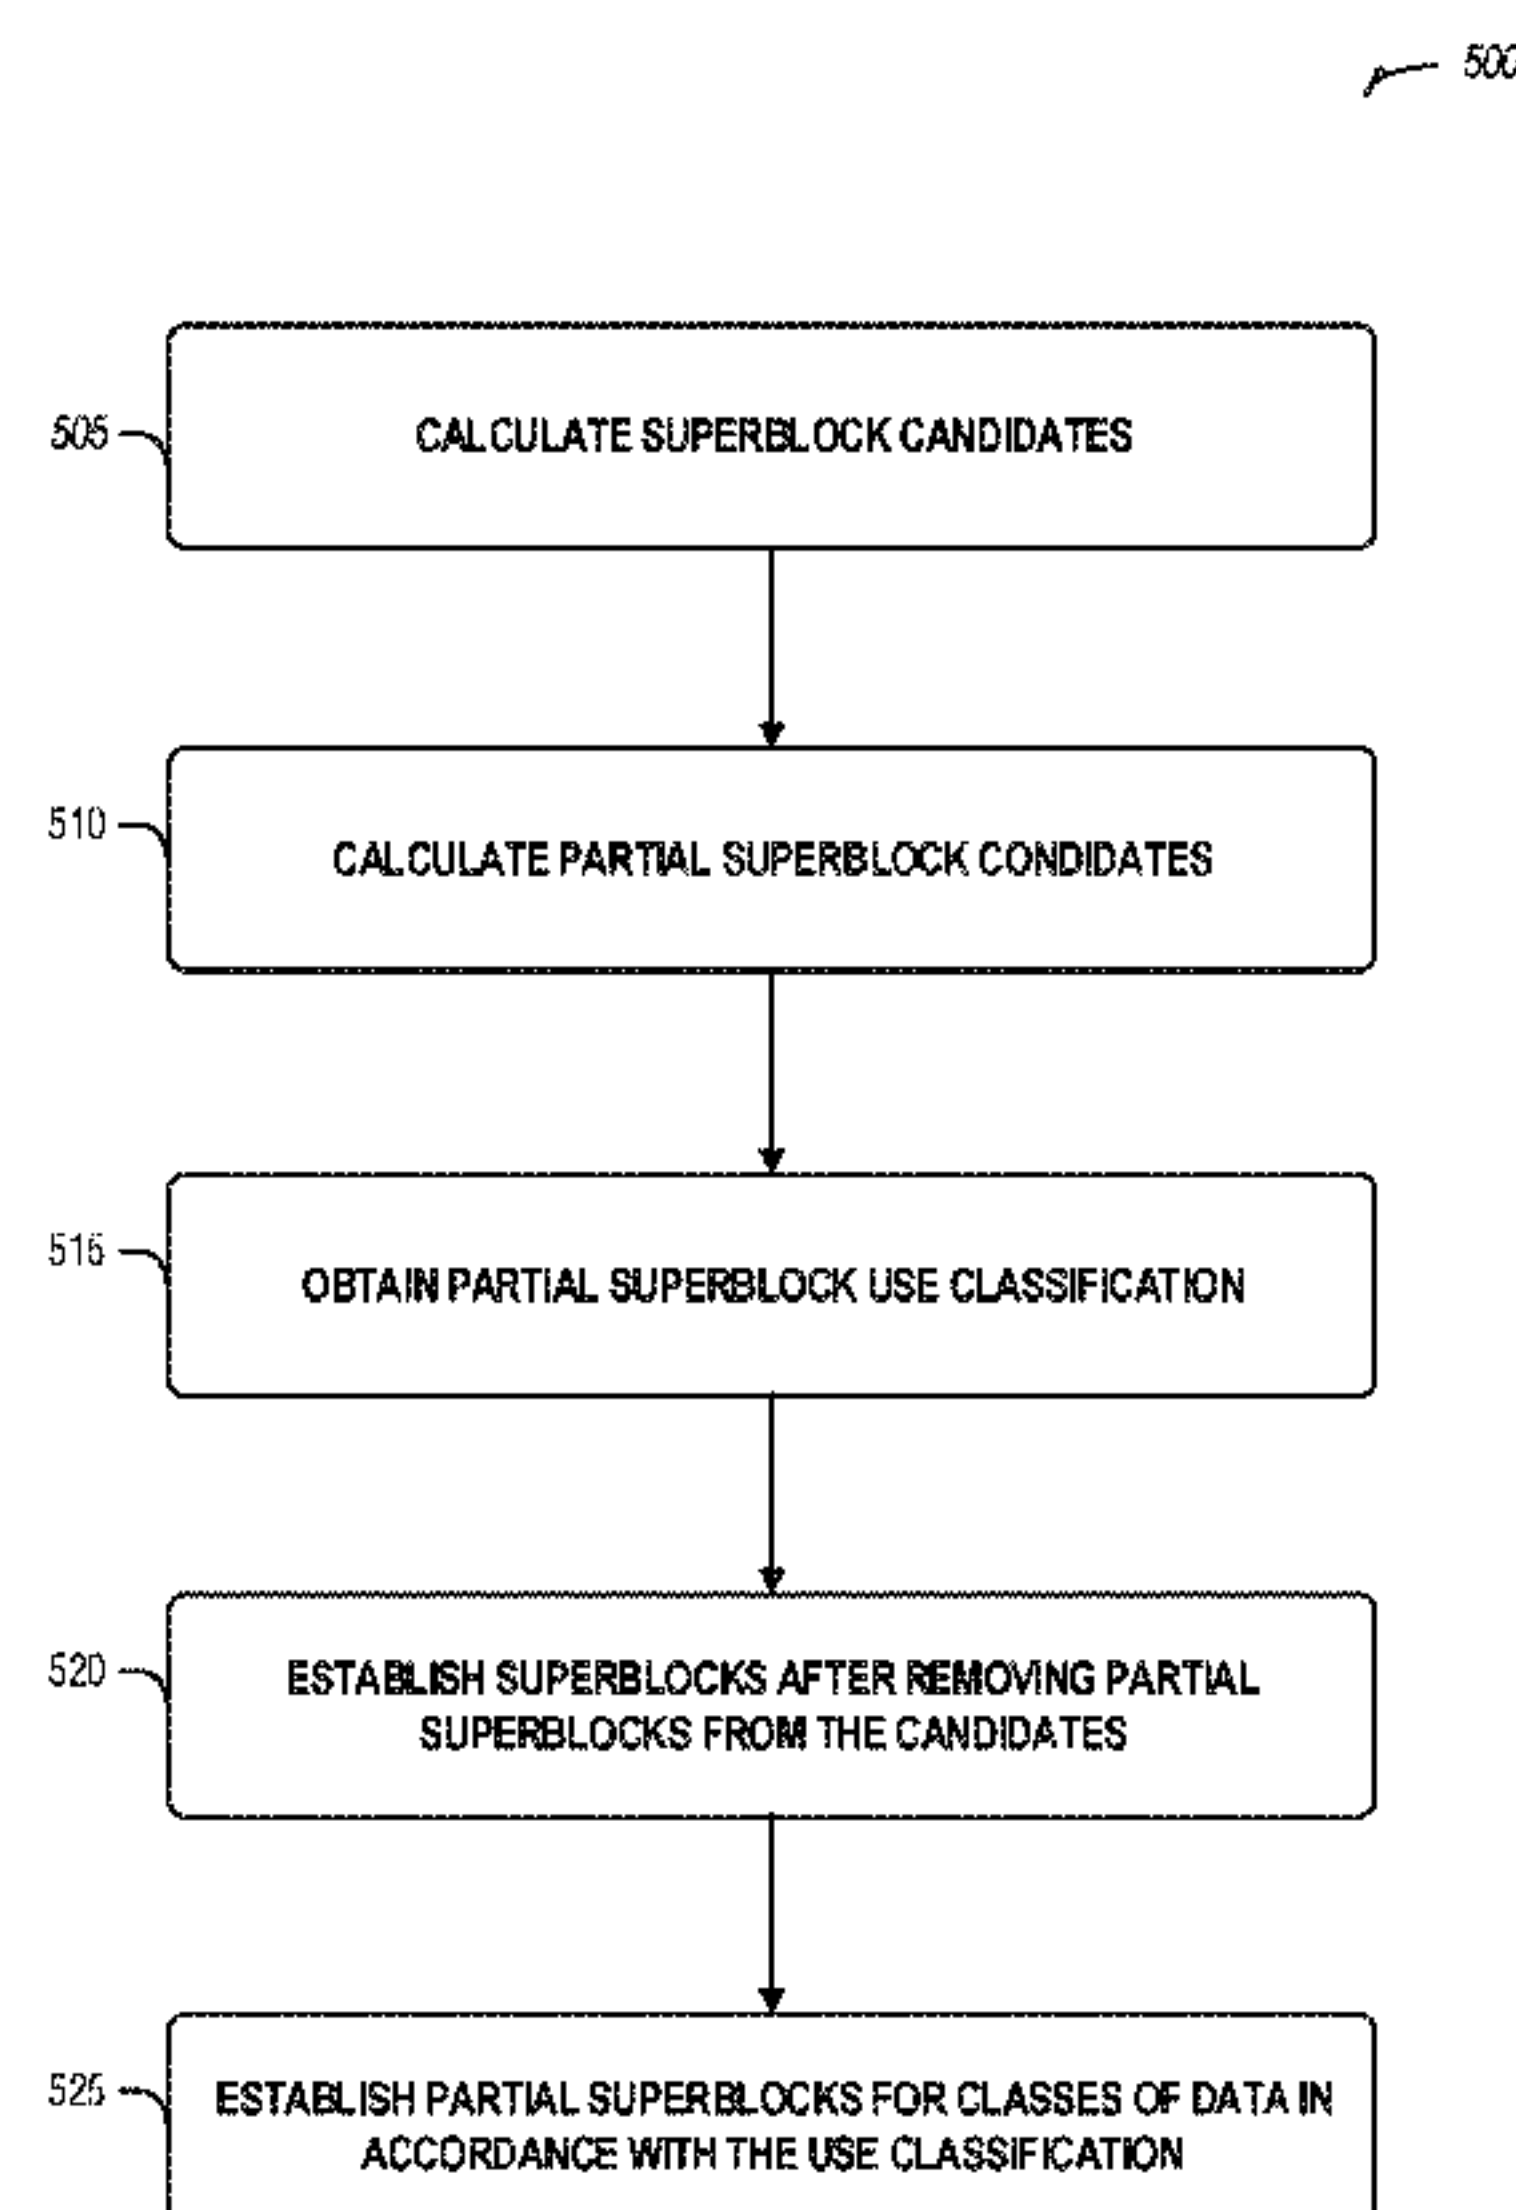 500
505
CALCULATE SUPERBLOCK CANDIDATES
510
CALCULATE PARTIAL SUPERBLOCK CONDIDATES
515
OBTAIN PARTIAL SUPERBLOCK USE CLASSIFICATION
520
ESTABLISH SUPERBLOCKS AFTER REMOVING PARTIAL
SUPERBLOCKS FROM THE CANDIDATES
525
ESTABLISH PARTIAL SUPERBLOCKS FOR CLASSES OF DATA IN
ACCORDANCE WITH THE USE CLASSIFICATION